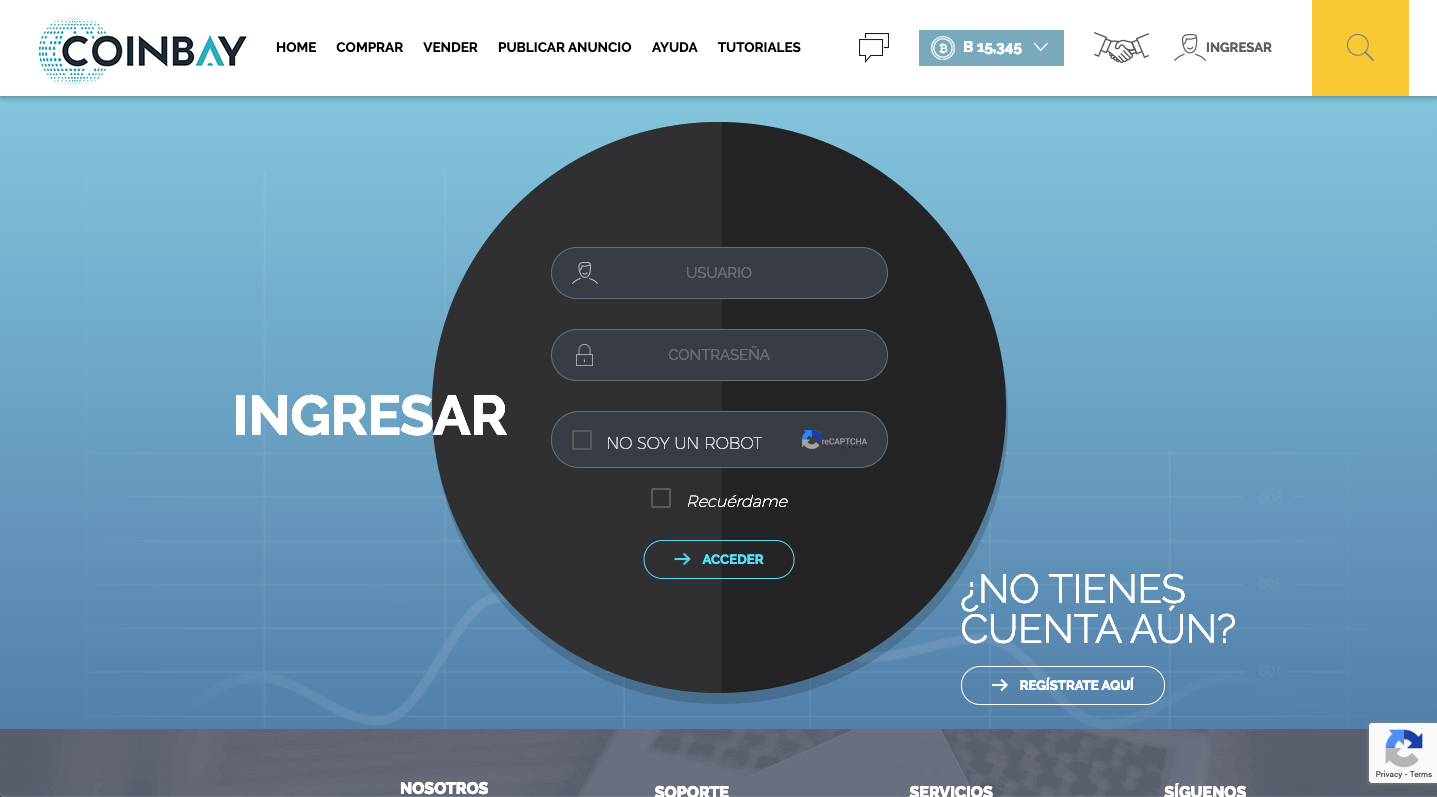 COINBAY
HOME COMPRAR VENDER PUBLICAR ANUNCIO AYUDA TUTORIALES
B 15,345
INGRESAR
USUARIO
CONTRASEÑA
INGRESAR
NO SOY UN ROBOT
reCAPTCHA
Recuérdame
ACCEDER
¿NO TIENES
CUENTA AÚN?
REGÍSTRATE AQUÍ
Privacy - Terms
NOSOTROS
SOPORTE
SERVICIOS
SÍGUENOS